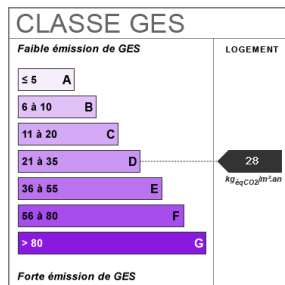 CLASSE GES
Faible émission de GES
LOGEMENT
≤ 5 A
6 à 10 B
11 à 20 C
21 à 35 D
28
kgéqCO2/m².an
36 à 55 E
56 à 80 F
> 80 G
Forte émission de GES